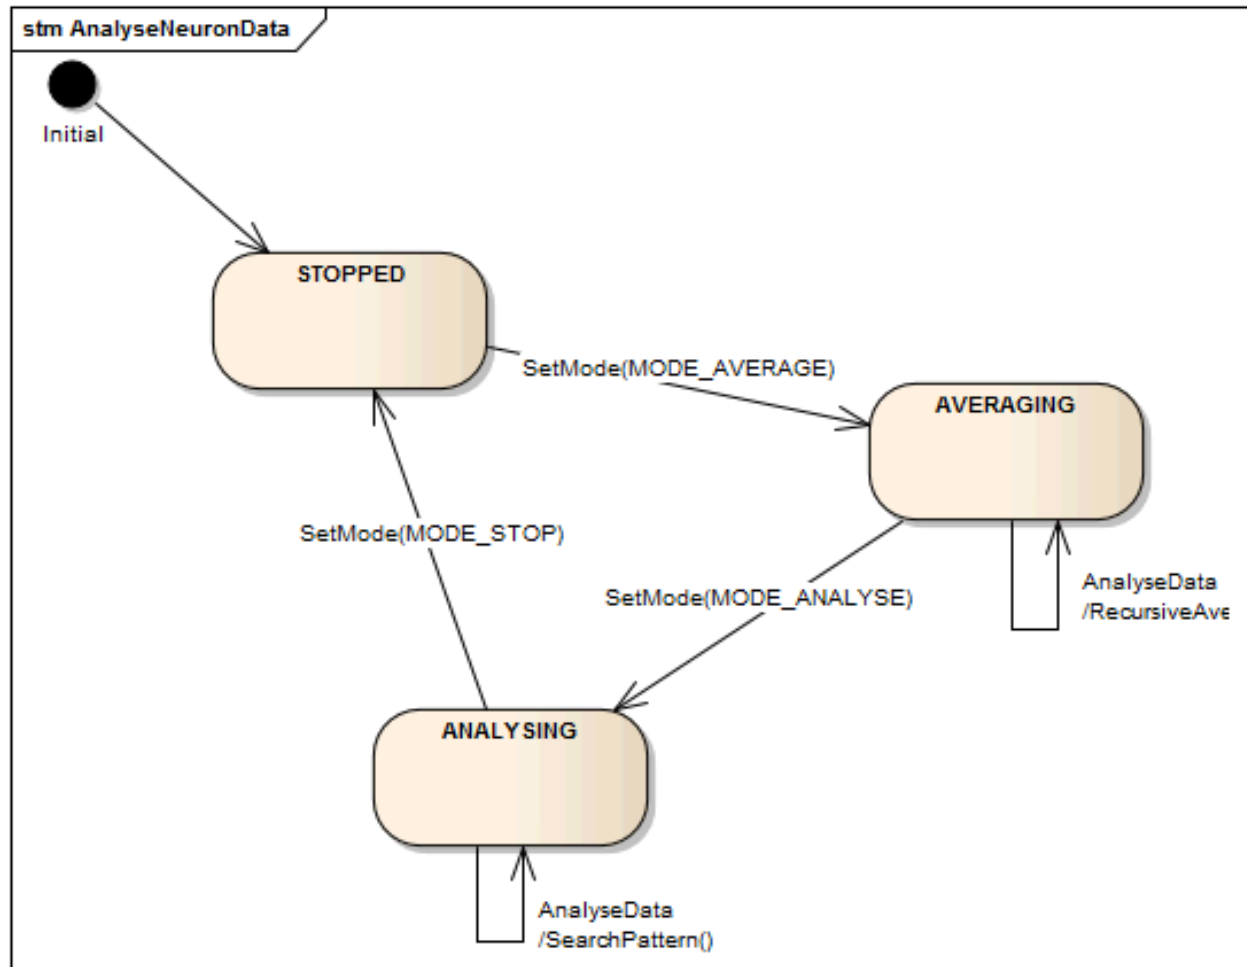 stm AnalyseNeuronData
Initial
STOPPED
SetMode(MODE_AVERAGE)
AVERAGING
SetMode(MODE_STOP)
SetMode(MODE_ANALYSE)
AnalyseData
/RecursiveAve
ANALYSING
AnalyseData
/SearchPattern()